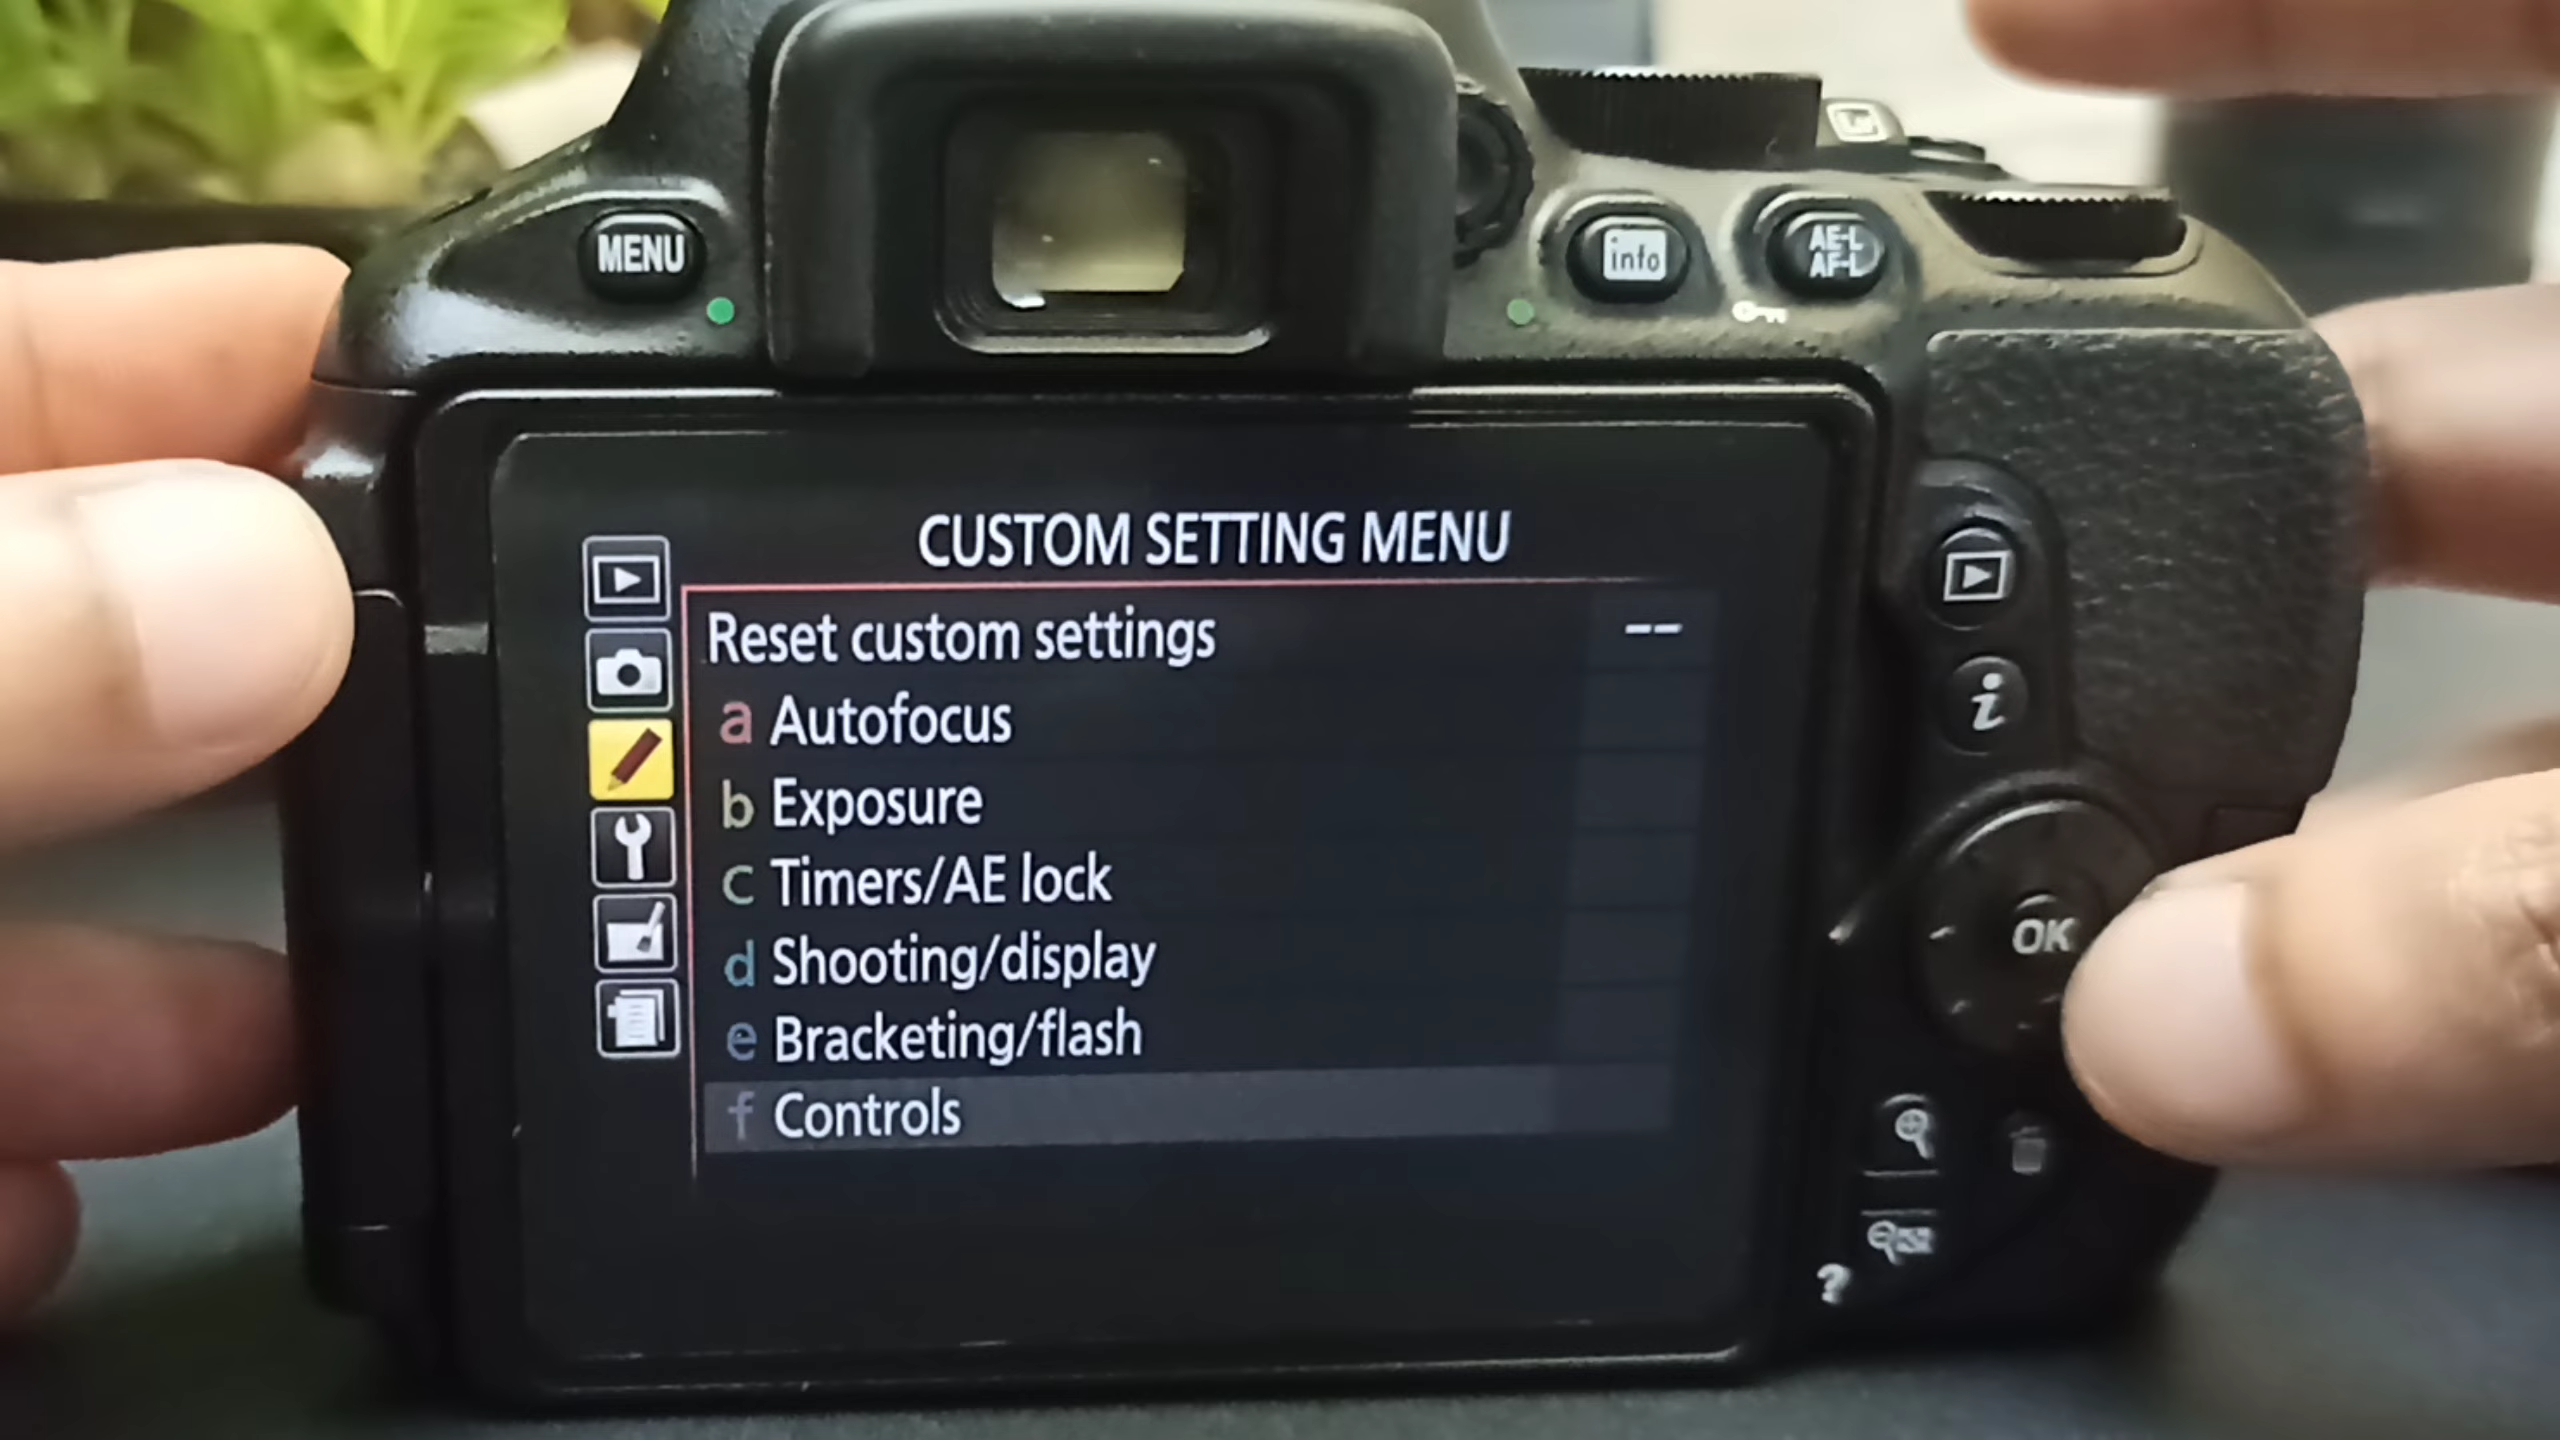 MENU
info
AE-L
AF-L
CUSTOM SETTING MENU
Reset custom settings --
a Autofocus
b Exposure
c Timers/AE lock
d Shooting/display
e Bracketing/flash
f Controls
i
OK
?